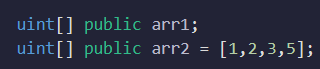 uint[] public arr1;
uint[] public arr2 = [1,2,3,5];